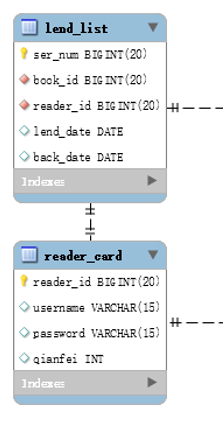 lend_list
ser_num BIGINT(20)
book_id BIGINT(20)
reader_id BIGINT(20)
lend_date DATE
back_date DATE
Indexes
reader_card
reader_id BIGINT(20)
username VARCHAR(15)
password VARCHAR(15)
qianfei INT
Indexes